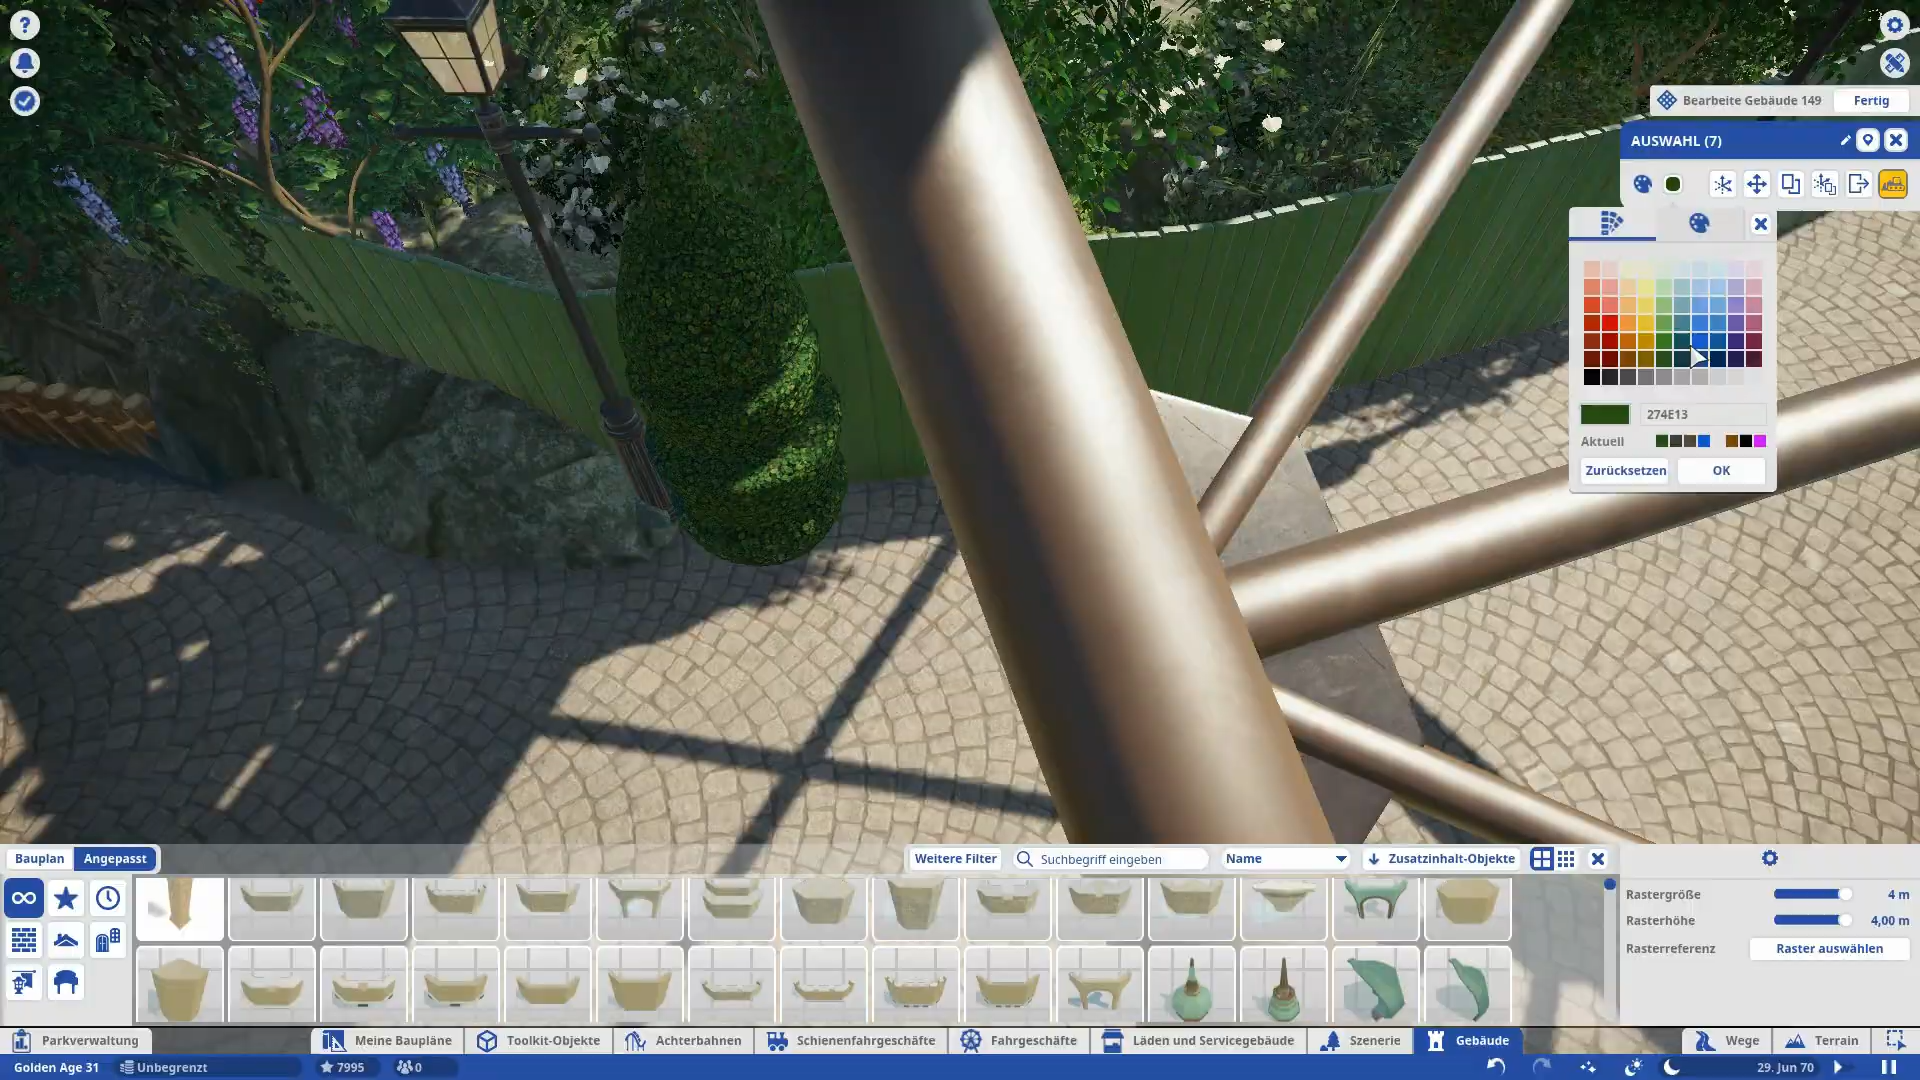 ?
Bearbeite Gebäude 149 Fertig
AUSWAHL (7)
274E13
Aktuell
Zurücksetzen OK
Bauplan Angepasst Weitere Filter Suchbegriff eingeben Name Zusatzinhalt-Objekte
Rastergröße 4 m
Rasterhöhe 4,00 m
Rasterreferenz Raster auswählen
Parkverwaltung Meine Baupläne Toolkit-Objekte Achterbahnen Schienenfahrgeschäfte Fahrgeschäfte Läden und Servicegebäude Szenerie Gebäude Wege Terrain
Golden Age 31 Unbegrenzt 7995 0 29. Jun 70